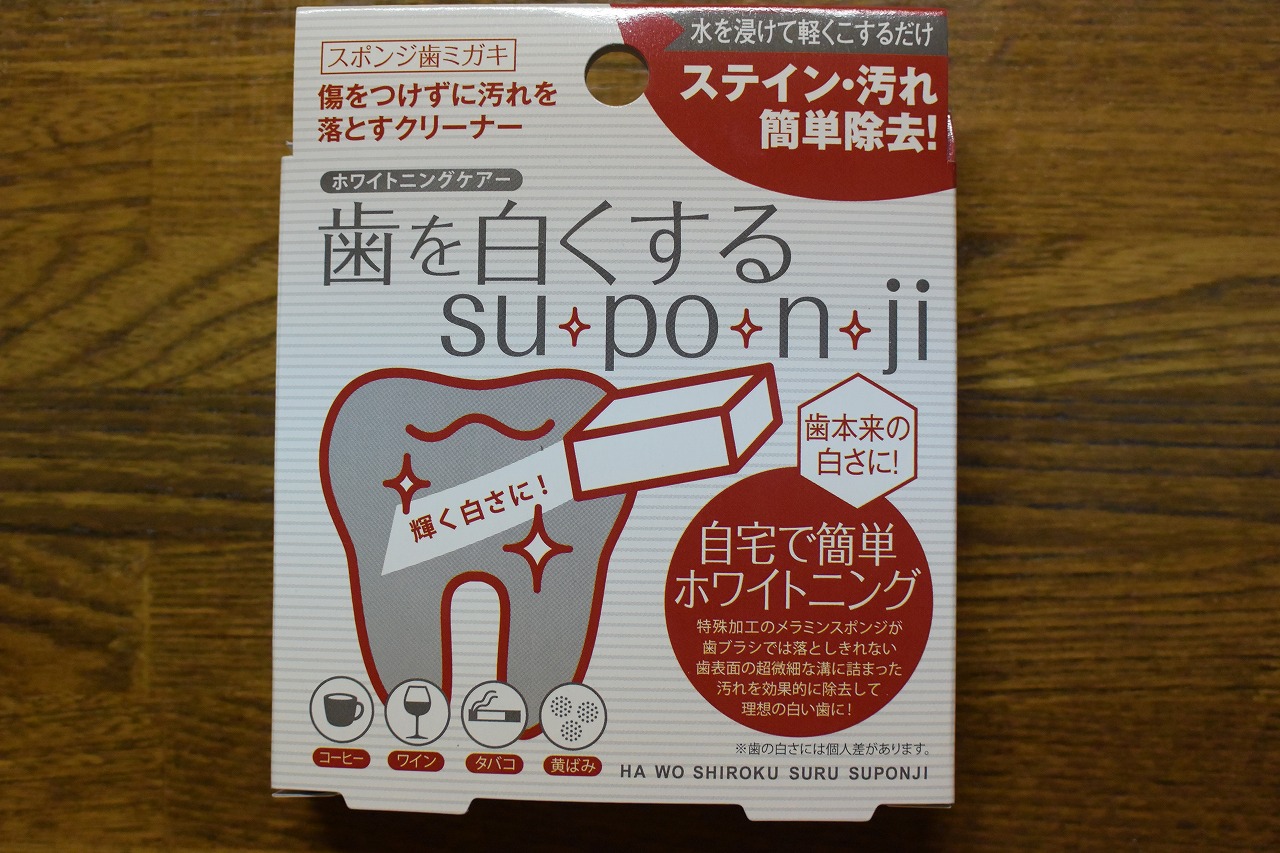 スポンジ歯ミガキ
傷をつけずに汚れを
落とすクリーナー
水を浸けて軽くこするだけ
ステイン・汚れ
簡単除去!
ホワイトニングケアー
歯を白くする
su・po・n・ji
輝く白さに!
歯本来の
白さに!
自宅で簡単
ホワイトニング
特殊加工のメラミンスポンジが
歯ブラシでは落としきれない
歯表面の超微細な溝に詰まった
汚れを効果的に除去して
理想の白い歯に!
コーヒー
ワイン
タバコ
黄ばみ
※歯の白さには個人差があります。
HA WO SHIROKU SURU SUPONJI